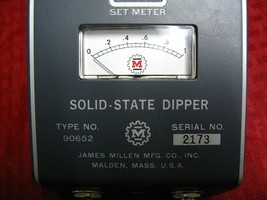 SET METER
0 .2 .4 .6 .8 1
M
SOLID-STATE DIPPER
TYPE NO. M SERIAL NO.
90652 2173
JAMES MILLEN MFG. CO., INC.
MALDEN, MASS. U.S.A.